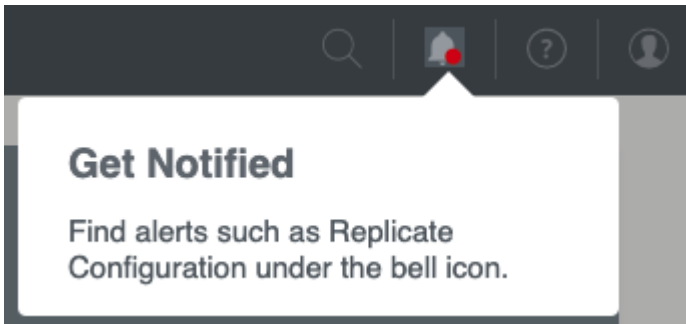 Get Notified
Find alerts such as Replicate
Configuration under the bell icon.